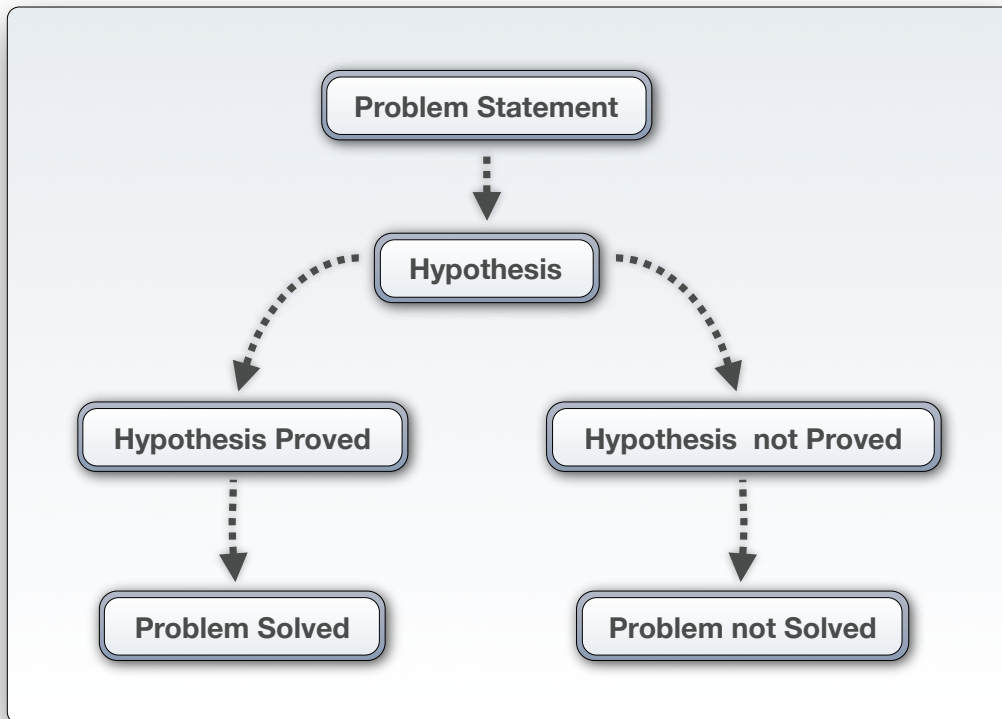 Problem Statement
Hypothesis
Hypothesis Proved
Hypothesis  not Proved
Problem Solved
Problem not Solved